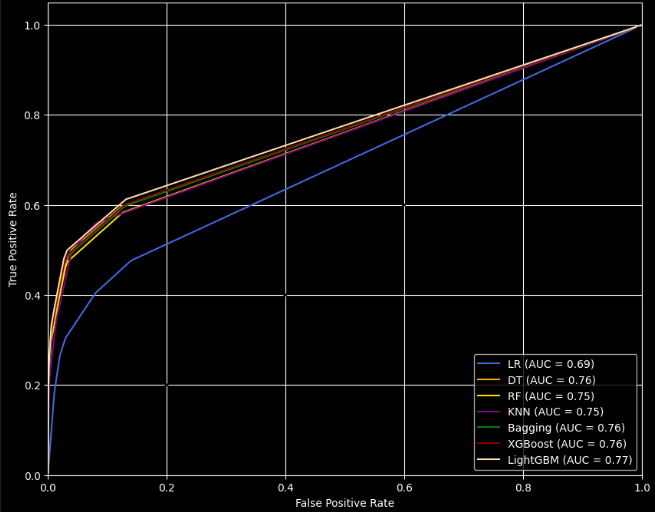 1.0
0.8
0.6
0.4
0.2
0.0
True Positive Rate
0.0 0.2 0.4 0.6 0.8 1.0
False Positive Rate
LR (AUC = 0.69)
DT (AUC = 0.76)
RF (AUC = 0.75)
KNN (AUC = 0.75)
Bagging (AUC = 0.76)
XGBoost (AUC = 0.76)
LightGBM (AUC = 0.77)